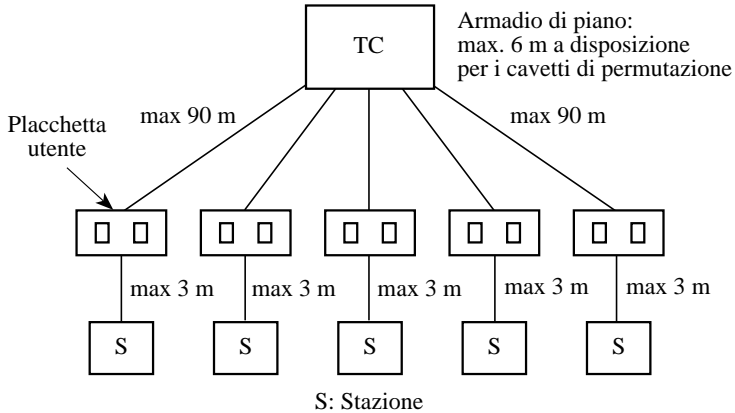 TC
Armadio di piano:
max. 6 m a disposizione
per i cavetti di permutazione
max 90 m
max 90 m
Placchetta
utente
max 3 m
max 3 m
max 3 m
max 3 m
max 3 m
S
S
S
S
S
S: Stazione